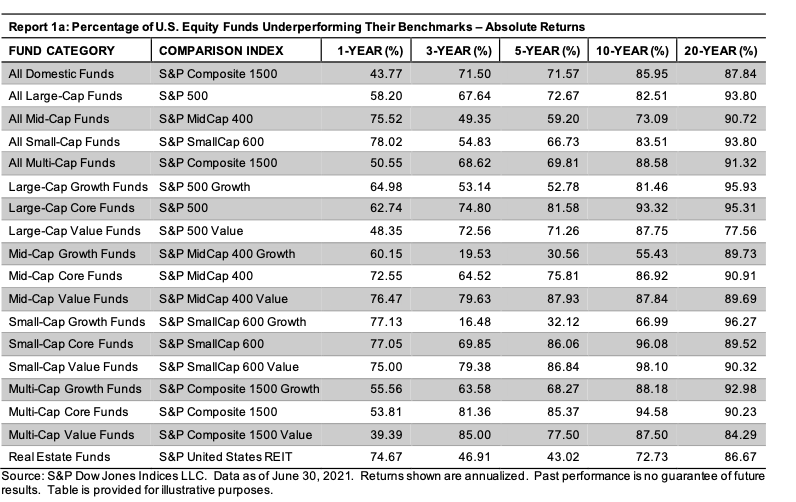 Report 1a: Percentage of U.S. Equity Funds Underperforming Their Benchmarks – Absolute Returns
FUND CATEGORY COMPARISON INDEX 1-YEAR (%) 3-YEAR (%) 5-YEAR (%) 10-YEAR (%) 20-YEAR (%)
All Domestic Funds S&P Composite 1500 43.77 71.50 71.57 85.95 87.84
All Large-Cap Funds S&P 500 58.20 67.64 72.67 82.51 93.80
All Mid-Cap Funds S&P MidCap 400 75.52 49.35 59.20 73.09 90.72
All Small-Cap Funds S&P SmallCap 600 78.02 54.83 66.73 83.51 93.80
All Multi-Cap Funds S&P Composite 1500 50.55 68.62 69.81 88.58 91.32
Large-Cap Growth Funds S&P 500 Growth 64.98 53.14 52.78 81.46 95.93
Large-Cap Core Funds S&P 500 62.74 74.80 81.58 93.32 95.31
Large-Cap Value Funds S&P 500 Value 48.35 72.56 71.26 87.75 77.56
Mid-Cap Growth Funds S&P MidCap 400 Growth 60.15 19.53 30.56 55.43 89.73
Mid-Cap Core Funds S&P MidCap 400 72.55 64.52 75.81 86.92 90.91
Mid-Cap Value Funds S&P MidCap 400 Value 76.47 79.63 87.93 87.84 89.69
Small-Cap Growth Funds S&P SmallCap 600 Growth 77.13 16.48 32.12 66.99 96.27
Small-Cap Core Funds S&P SmallCap 600 77.05 69.85 86.06 96.08 89.52
Small-Cap Value Funds S&P SmallCap 600 Value 75.00 79.38 86.84 98.10 90.32
Multi-Cap Growth Funds S&P Composite 1500 Growth 55.56 63.58 68.27 88.18 92.98
Multi-Cap Core Funds S&P Composite 1500 53.81 81.36 85.37 94.58 90.23
Multi-Cap Value Funds S&P Composite 1500 Value 39.39 85.00 77.50 87.50 84.29
Real Estate Funds S&P United States REIT 74.67 46.91 43.02 72.73 86.67
Source: S&P Dow Jones Indices LLC. Data as of June 30, 2021. Returns shown are annualized. Past performance is no guarantee of future
results. Table is provided for illustrative purposes.